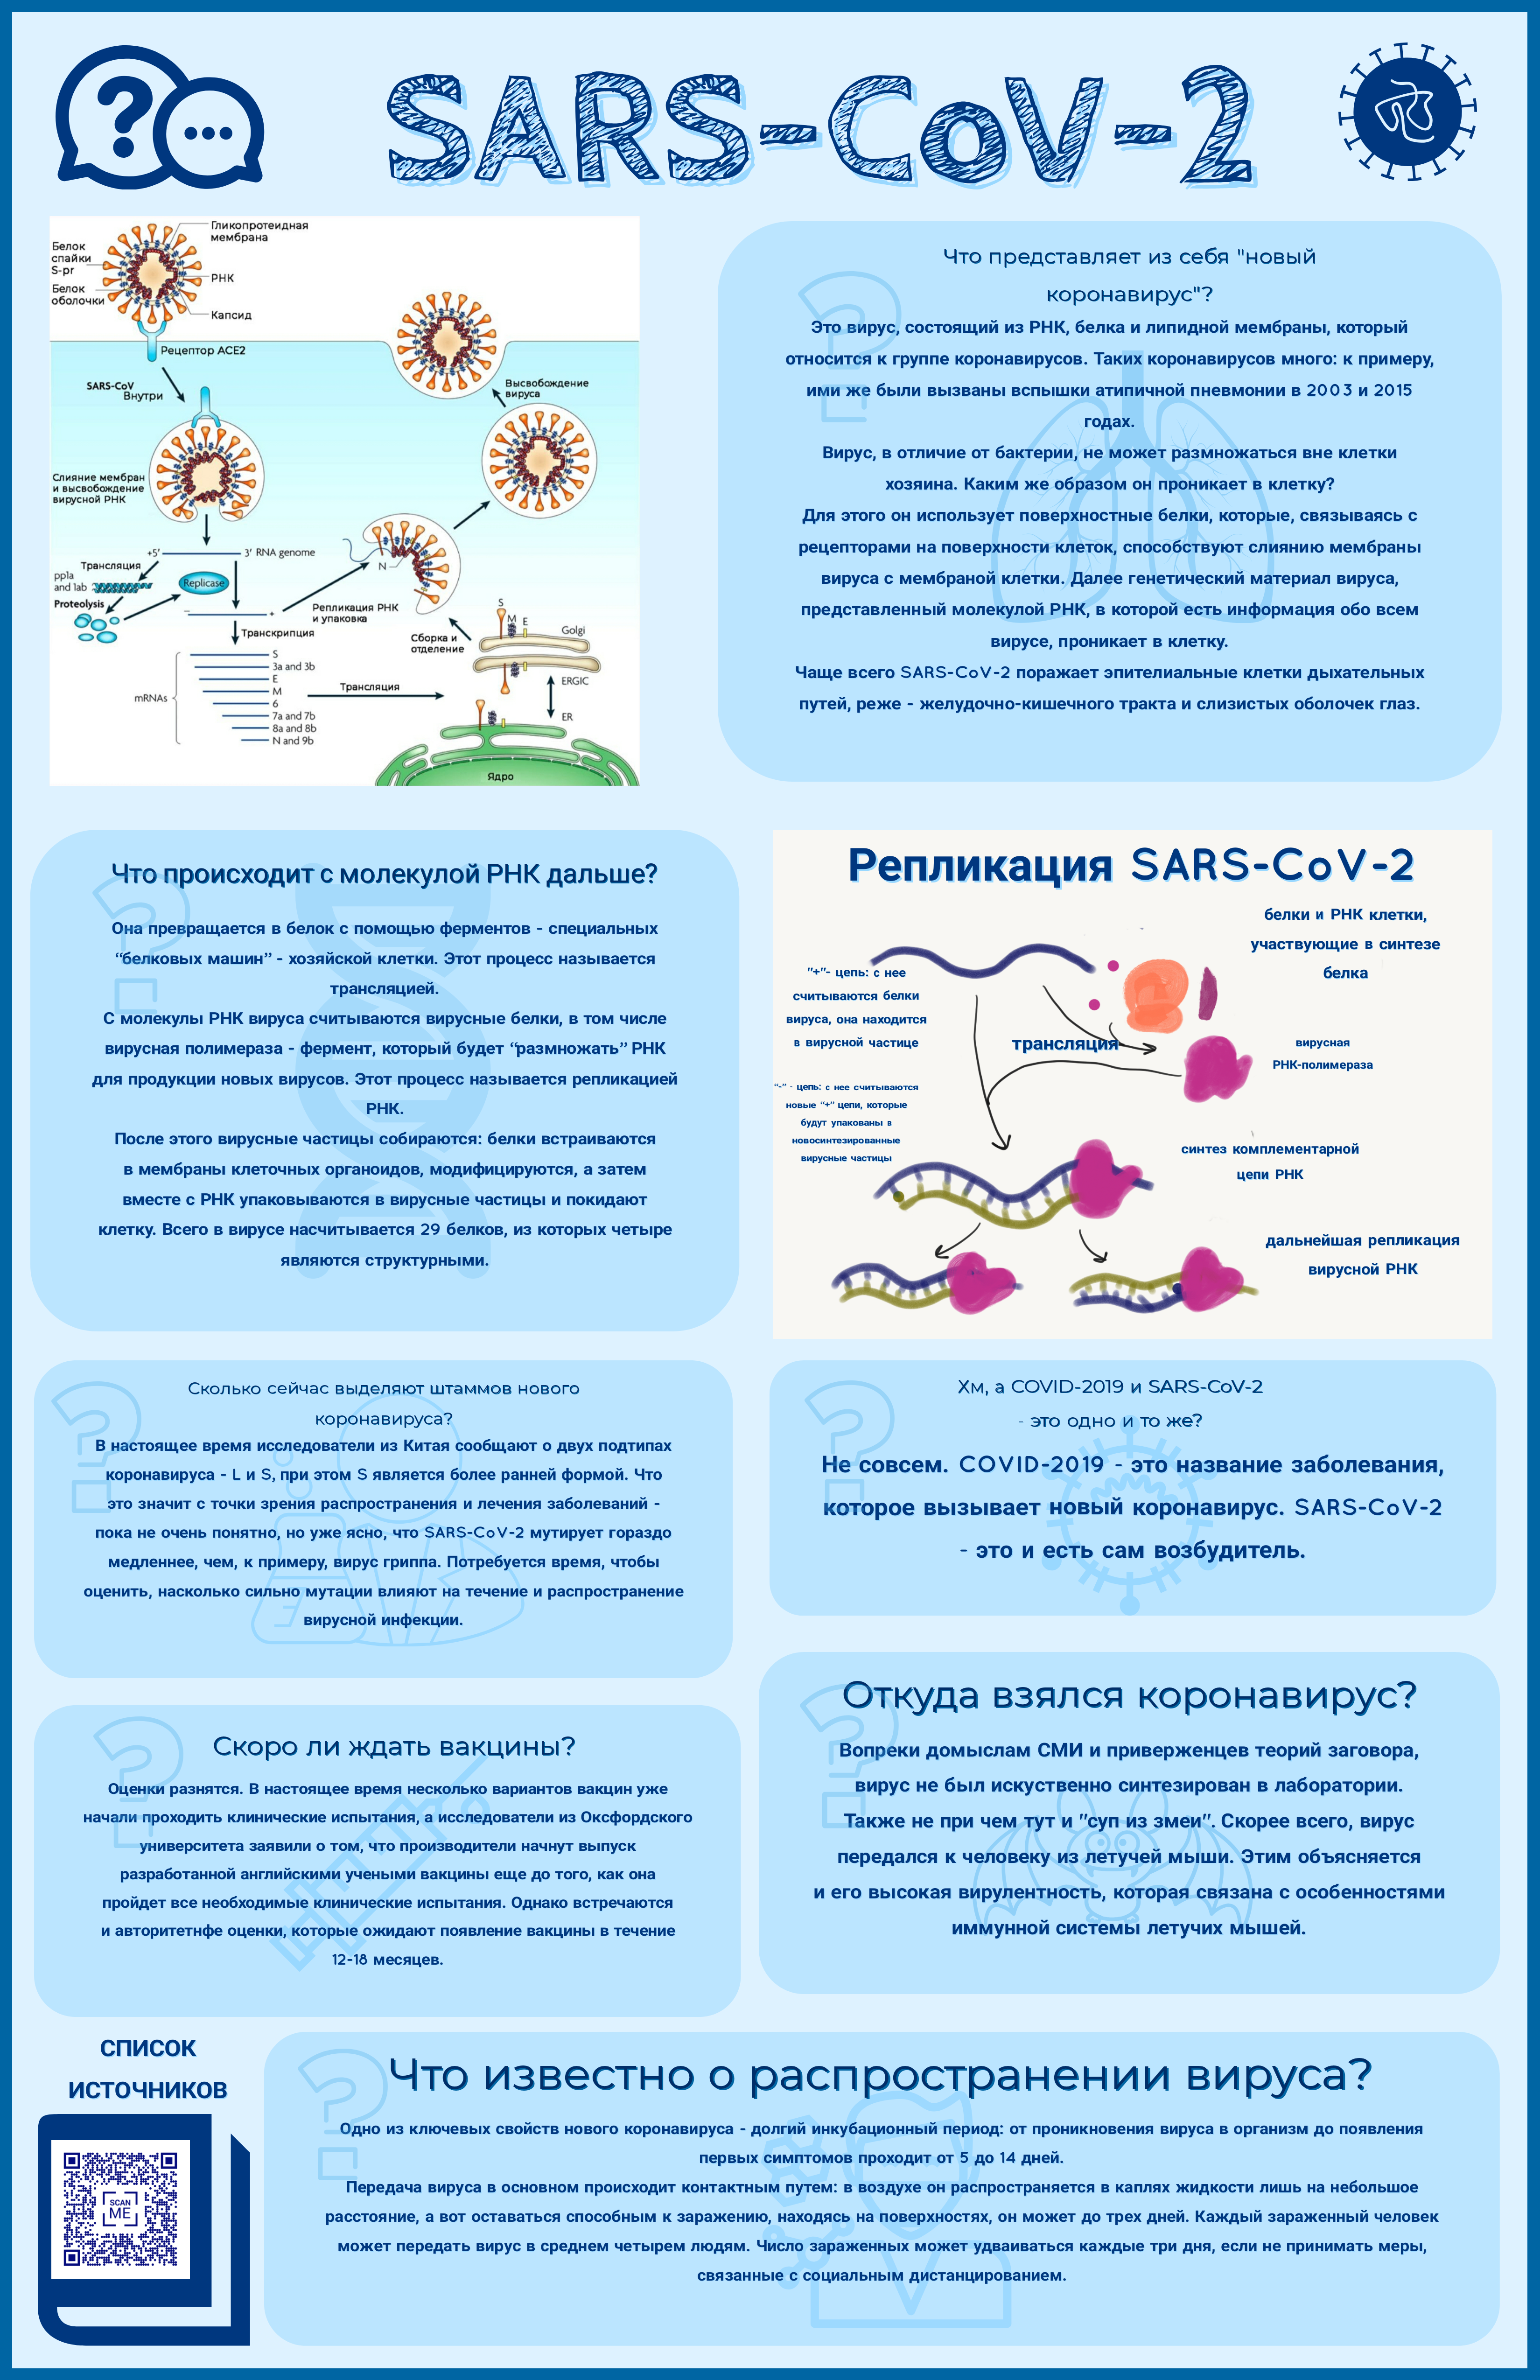 SARS-CoV-2
Гликопротеидная
мембрана
Белок
спайки
S-pr
РНК
Белок
оболочки
Капсид
Рецептор ACE2
SARS-CoV
Внутри
Высвобождение
вируса
Слияние мембран
и высвобождение
вирусной РНК
+5' 3' RNA genome
Трансляция
pp1a
and 1ab
Replicase
Proteolysis
− +
N
Репликация РНК
и упаковка
Транскрипция
Сборка и
отделение
S
M
E
Golgi
ERGIC
ER
mRNAs
S
3a and 3b
E
M
6
7a and 7b
8a and 8b
N and 9b
Трансляция
Ядро
Что представляет из себя "новый
коронавирус"?
Это вирус, состоящий из РНК, белка и липидной мембраны, который
относится к группе коронавирусов. Таких коронавирусов много: к примеру,
ими же были вызваны вспышки атипичной пневмонии в 2003 и 2015
годах.
Вирус, в отличие от бактерии, не может размножаться вне клетки
хозяина. Каким же образом он проникает в клетку?
Для этого он использует поверхностные белки, которые, связываясь с
рецепторами на поверхности клеток, способствуют слиянию мембраны
вируса с мембраной клетки. Далее генетический материал вируса,
представленный молекулой РНК, в которой есть информация обо всем
вирусе, проникает в клетку.
Чаще всего SARS-CoV-2 поражает эпителиальные клетки дыхательных
путей, реже - желудочно-кишечного тракта и слизистых оболочек глаз.
Что происходит с молекулой РНК дальше?
Она превращается в белок с помощью ферментов - специальных
“белковых машин” - хозяйской клетки. Этот процесс называется
трансляцией.
С молекулы РНК вируса считываются вирусные белки, в том числе
вирусная полимераза - фермент, который будет “размножать” РНК
для продукции новых вирусов. Этот процесс называется репликацией
РНК.
После этого вирусные частицы собираются: белки встраиваются
в мембраны клеточных органоидов, модифицируются, а затем
вместе с РНК упаковываются в вирусные частицы и покидают
клетку. Всего в вирусе насчитывается 29 белков, из которых четыре
являются структурными.
Репликация SARS-CoV-2
белки и РНК клетки,
участвующие в синтезе
белка
"+"- цепь: с нее
считываются белки
вируса, она находится
в вирусной частице
трансляция
вирусная
РНК-полимераза
“-” - цепь: с нее считываются
новые “+” цепи, которые
будут упакованы в
новосинтезированные
вирусные частицы
синтез комплементарной
цепи РНК
дальнейшая репликация
вирусной РНК
Сколько сейчас выделяют штаммов нового
коронавируса?
В настоящее время исследователи из Китая сообщают о двух подтипах
коронавируса - L и S, при этом S является более ранней формой. Что
это значит с точки зрения распространения и лечения заболеваний -
пока не очень понятно, но уже ясно, что SARS-CoV-2 мутирует гораздо
медленнее, чем, к примеру, вирус гриппа. Потребуется время, чтобы
оценить, насколько сильно мутации влияют на течение и распространение
вирусной инфекции.
Хм, а COVID-2019 и SARS-CoV-2
- это одно и то же?
Не совсем. COVID-2019 - это название заболевания,
которое вызывает новый коронавирус. SARS-CoV-2
- это и есть сам возбудитель.
Скоро ли ждать вакцины?
Оценки разнятся. В настоящее время несколько вариантов вакцин уже
начали проходить клинические испытания, а исследователи из Оксфордского
университета заявили о том, что производители начнут выпуск
разработанной английскими учеными вакцины еще до того, как она
пройдет все необходимые клинические испытания. Однако встречаются
и авторитетнфе оценки, которые ожидают появление вакцины в течение
12-18 месяцев.
Откуда взялся коронавирус?
Вопреки домыслам СМИ и приверженцев теорий заговора,
вирус не был искуственно синтезирован в лаборатории.
Также не при чем тут и "суп из змеи". Скорее всего, вирус
передался к человеку из летучей мыши. Этим объясняется
и его высокая вирулентность, которая связана с особенностями
иммунной системы летучих мышей.
СПИСОК
ИСТОЧНИКОВ
SCAN
ME
Что известно о распространении вируса?
Одно из ключевых свойств нового коронавируса - долгий инкубационный период: от проникновения вируса в организм до появления
первых симптомов проходит от 5 до 14 дней.
Передача вируса в основном происходит контактным путем: в воздухе он распространяется в каплях жидкости лишь на небольшое
расстояние, а вот оставаться способным к заражению, находясь на поверхностях, он может до трех дней. Каждый зараженный человек
может передать вирус в среднем четырем людям. Число зараженных может удваиваться каждые три дня, если не принимать меры,
связанные с социальным дистанцированием.